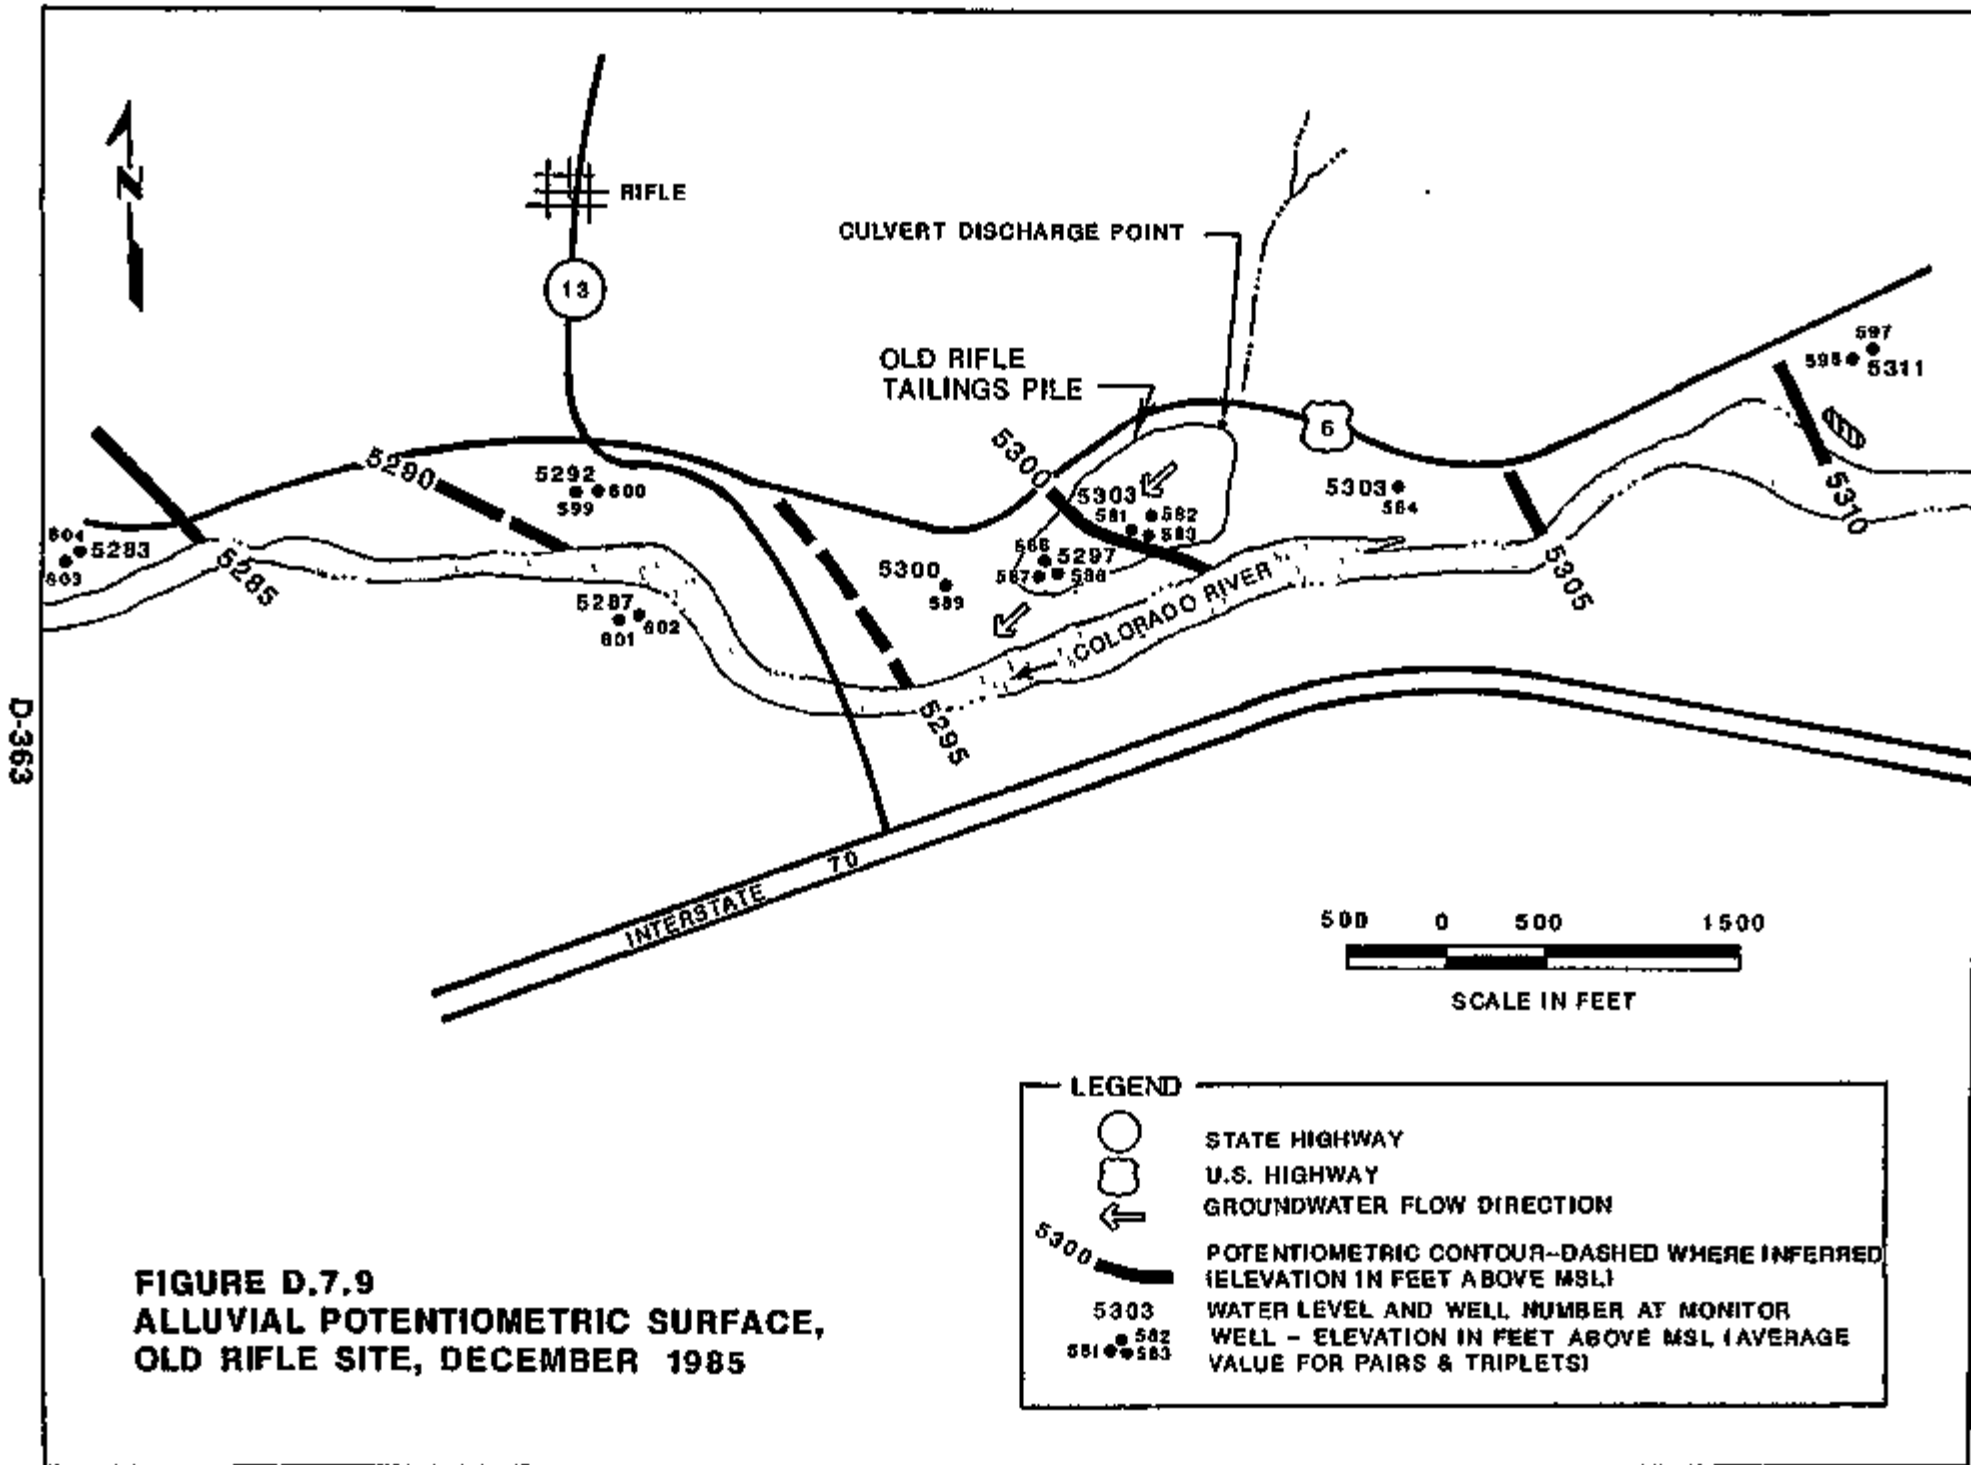 N
RIFLE
CULVERT DISCHARGE POINT
13
OLD RIFLE
TAILINGS PILE
6
597
5311
5300
5290
5292
600
599
5303
581
582
583
5303
584
5310
604
5283
603
5285
5297
587
5300
589
5305
5287
602
601
COLORADO RIVER
5295
D-363
INTERSTATE 70
500 0 500 1500
SCALE IN FEET
LEGEND
STATE HIGHWAY
U.S. HIGHWAY
GROUNDWATER FLOW DIRECTION
5300
POTENTIOMETRIC CONTOUR-DASHED WHERE INFERRED
(ELEVATION IN FEET ABOVE MSL)
5303
WATER LEVEL AND WELL NUMBER AT MONITOR
581 582 583
WELL - ELEVATION IN FEET ABOVE MSL (AVERAGE
VALUE FOR PAIRS & TRIPLETS)
FIGURE D.7.9
ALLUVIAL POTENTIOMETRIC SURFACE,
OLD RIFLE SITE, DECEMBER 1985